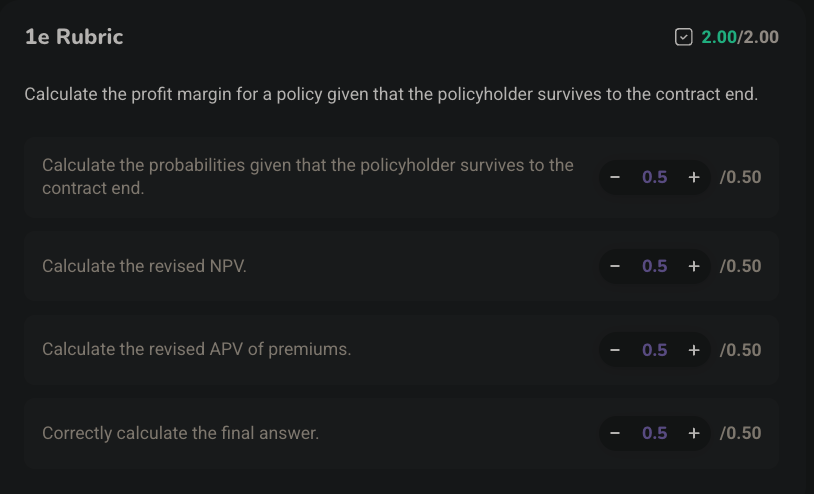 1e Rubric
2.00/2.00
Calculate the profit margin for a policy given that the policyholder survives to the contract end.
Calculate the probabilities given that the policyholder survives to the
contract end.
− 0.5 + /0.50
Calculate the revised NPV.
− 0.5 + /0.50
Calculate the revised APV of premiums.
− 0.5 + /0.50
Correctly calculate the final answer.
− 0.5 + /0.50